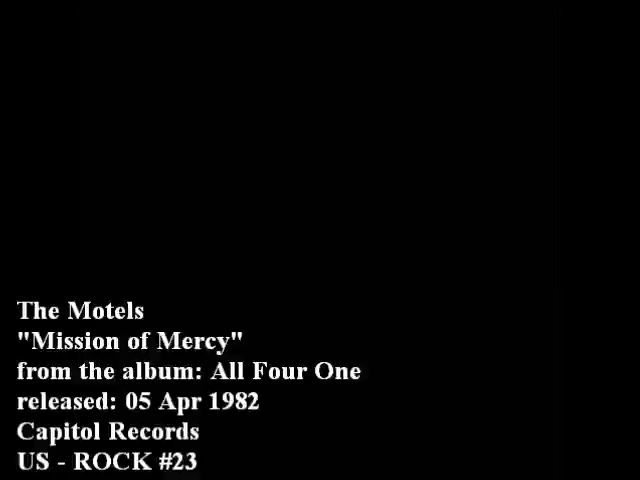 The Motels
"Mission of Mercy"
from the album: All Four One
released: 05 Apr 1982
Capitol Records
US - ROCK #23